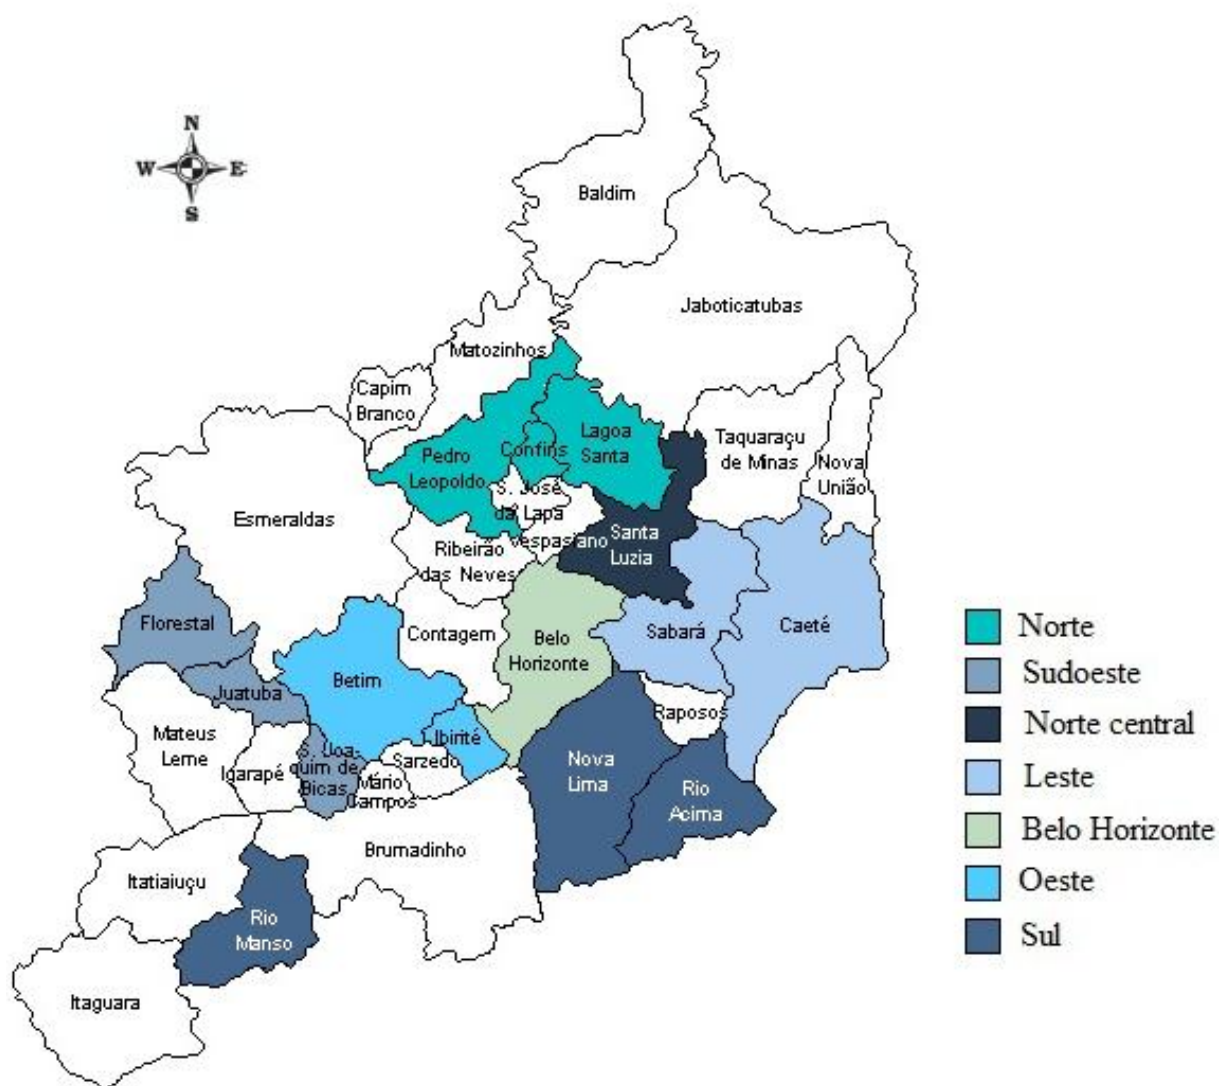 N
W E
S
Baldim
Jaboticatubas
Matozinhos
Capim
Branco
Lagoa
Santa
Confins
Pedro
Leopoldo
Taquaraçu
de Minas
Nova
União
S. José
da Lapa
Vespasiano
Santa
Luzia
Esmeraldas
Ribeirão
das Neves
Florestal
Contagem
Belo
Horizonte
Sabará
Caeté
Juatuba
Betim
Mateus
Leme
Igarapé
S. Joa-
quim de
Bicas
Ibirité
Sarzedo
Mário
Campos
Raposos
Nova
Lima
Rio
Acima
Brumadinho
Itatiaiuçu
Rio
Manso
Itaguara
Norte
Sudoeste
Norte central
Leste
Belo Horizonte
Oeste
Sul